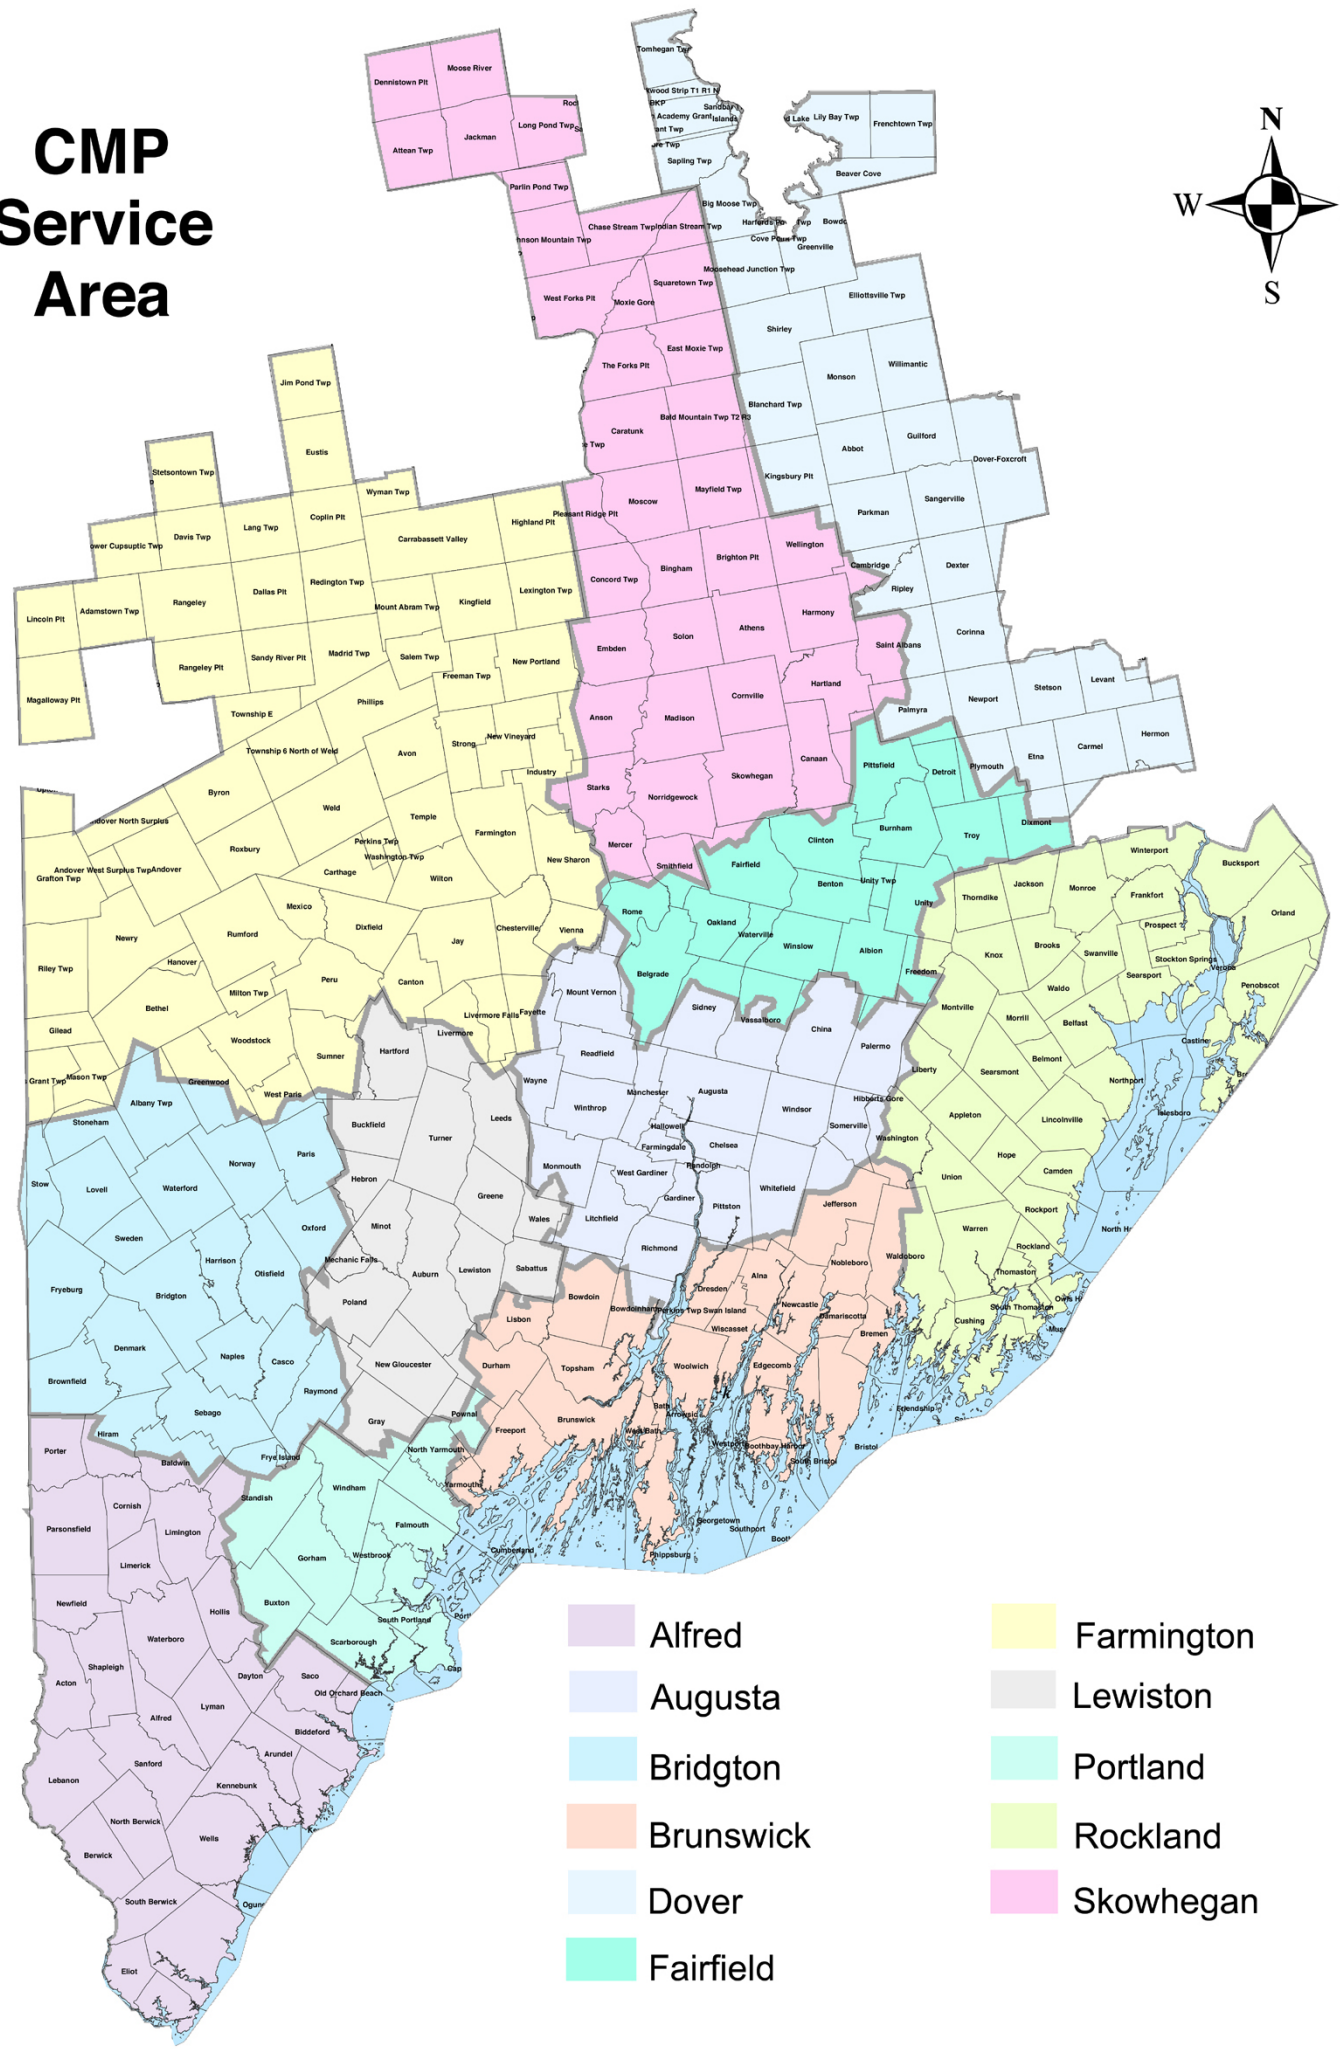 CMP
Service
Area
N
W
S
Dennistown Plt
Moose River
Attean Twp
Jackman
Long Pond Twp
Parlin Pond Twp
Chase Stream Twp
Indian Stream Twp
West Forks Plt
Moxie Gore
Squaretown Twp
The Forks Plt
East Moxie Twp
Caratunk
Bald Mountain Twp T2 R3
Moscow
Mayfield Twp
Pleasant Ridge Plt
Concord Twp
Bingham
Brighton Plt
Wellington
Embden
Solon
Athens
Harmony
Cambridge
Saint Albans
Anson
Madison
Cornville
Hartland
Starks
Norridgewock
Skowhegan
Canaan
Mercer
Smithfield
Sapling Twp
Lily Bay Twp
Frenchtown Twp
Beaver Cove
Big Moose Twp
Greenville
Moosehead Junction Twp
Elliottsville Twp
Shirley
Monson
Willimantic
Blanchard Twp
Abbot
Guilford
Dover-Foxcroft
Kingsbury Plt
Parkman
Sangerville
Ripley
Dexter
Corinna
Palmyra
Newport
Stetson
Levant
Plymouth
Etna
Carmel
Hermon
Jim Pond Twp
Eustis
Stetsontown Twp
Wyman Twp
Davis Twp
Lang Twp
Coplin Plt
Carrabassett Valley
Highland Plt
Lincoln Plt
Adamstown Twp
Rangeley
Dallas Plt
Redington Twp
Mount Abram Twp
Kingfield
Lexington Twp
Magalloway Plt
Rangeley Plt
Sandy River Plt
Madrid Twp
Salem Twp
Freeman Twp
New Portland
Township E
Phillips
Township 6 North of Weld
Avon
Strong
New Vineyard
Industry
Byron
Weld
Temple
Farmington
New Sharon
Roxbury
Perkins Twp
Washington Twp
Carthage
Wilton
Grafton Twp
Andover West Surplus Twp
Andover
Newry
Rumford
Mexico
Dixfield
Jay
Chesterville
Vienna
Riley Twp
Hanover
Milton Twp
Peru
Canton
Livermore Falls
Gilead
Bethel
Woodstock
Sumner
Mason Twp
West Paris
Pittsfield
Detroit
Dixmont
Clinton
Burnham
Troy
Fairfield
Benton
Unity Twp
Unity
Rome
Oakland
Waterville
Winslow
Albion
Freedom
Belgrade
Albany Twp
Greenwood
Stoneham
Stow
Lovell
Waterford
Norway
Paris
Sweden
Harrison
Oxford
Otisfield
Fryeburg
Bridgton
Denmark
Naples
Casco
Raymond
Brownfield
Sebago
Hiram
Baldwin
Frye Island
Hartford
Livermore
Buckfield
Turner
Leeds
Hebron
Minot
Greene
Wales
Mechanic Falls
Auburn
Lewiston
Sabattus
Poland
New Gloucester
Gray
Mount Vernon
Fayette
Readfield
Wayne
Winthrop
Manchester
Augusta
Sidney
Vassalboro
China
Palermo
Hallowell
Windsor
Somerville
Hibberts Gore
Farmingdale
Chelsea
Randolph
Monmouth
West Gardiner
Gardiner
Whitefield
Litchfield
Pittston
Richmond
Thorndike
Jackson
Monroe
Winterport
Frankfort
Bucksport
Orland
Prospect
Knox
Brooks
Swanville
Stockton Springs
Verona
Waldo
Searsport
Penobscot
Montville
Morrill
Belfast
Castine
Liberty
Searsmont
Belmont
Northport
Islesboro
Appleton
Lincolnville
Washington
Hope
Camden
Union
Rockport
Warren
Rockland
Thomaston
South Thomaston
Cushing
Friendship
Jefferson
Waldoboro
Nobleboro
Alna
Dresden
Newcastle
Perkins Twp Swan Island
Wiscasset
Damariscotta
Bremen
Bowdoin
Bowdoinham
Lisbon
Durham
Topsham
Woolwich
Edgecomb
Brunswick
Bath
Arrowsic
West Bath
Westport
Boothbay Harbor
South Bristol
Bristol
Freeport
Yarmouth
Georgetown
Southport
Phippsburg
Pownal
North Yarmouth
Standish
Windham
Falmouth
Cumberland
Gorham
Westbrook
Buxton
South Portland
Scarborough
Porter
Parsonsfield
Cornish
Limington
Limerick
Newfield
Hollis
Waterboro
Shapleigh
Acton
Dayton
Saco
Old Orchard Beach
Lyman
Alfred
Biddeford
Arundel
Sanford
Lebanon
Kennebunk
North Berwick
Wells
Berwick
South Berwick
Eliot
Alfred
Augusta
Bridgton
Brunswick
Dover
Fairfield
Farmington
Lewiston
Portland
Rockland
Skowhegan